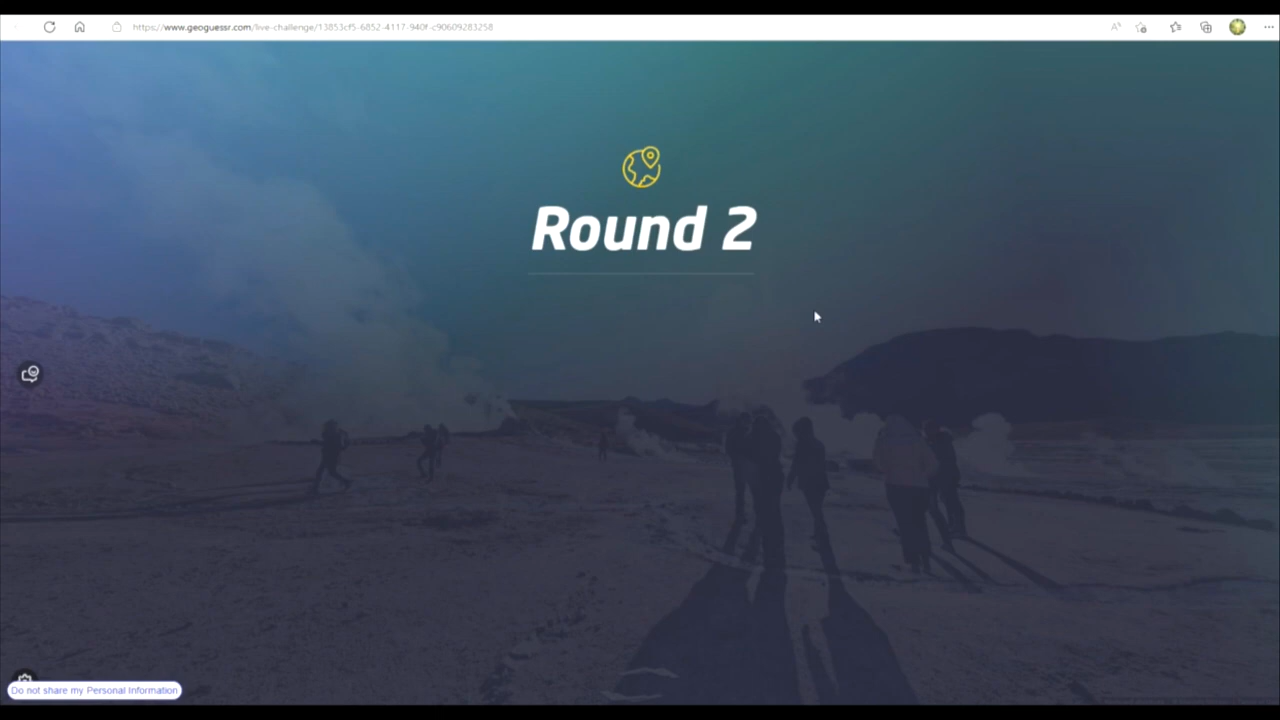 https://www.geoguessr.com/live-challenge/13853cf5-6852-4117-940f-c90609283258
Round 2
Do not share my Personal Information